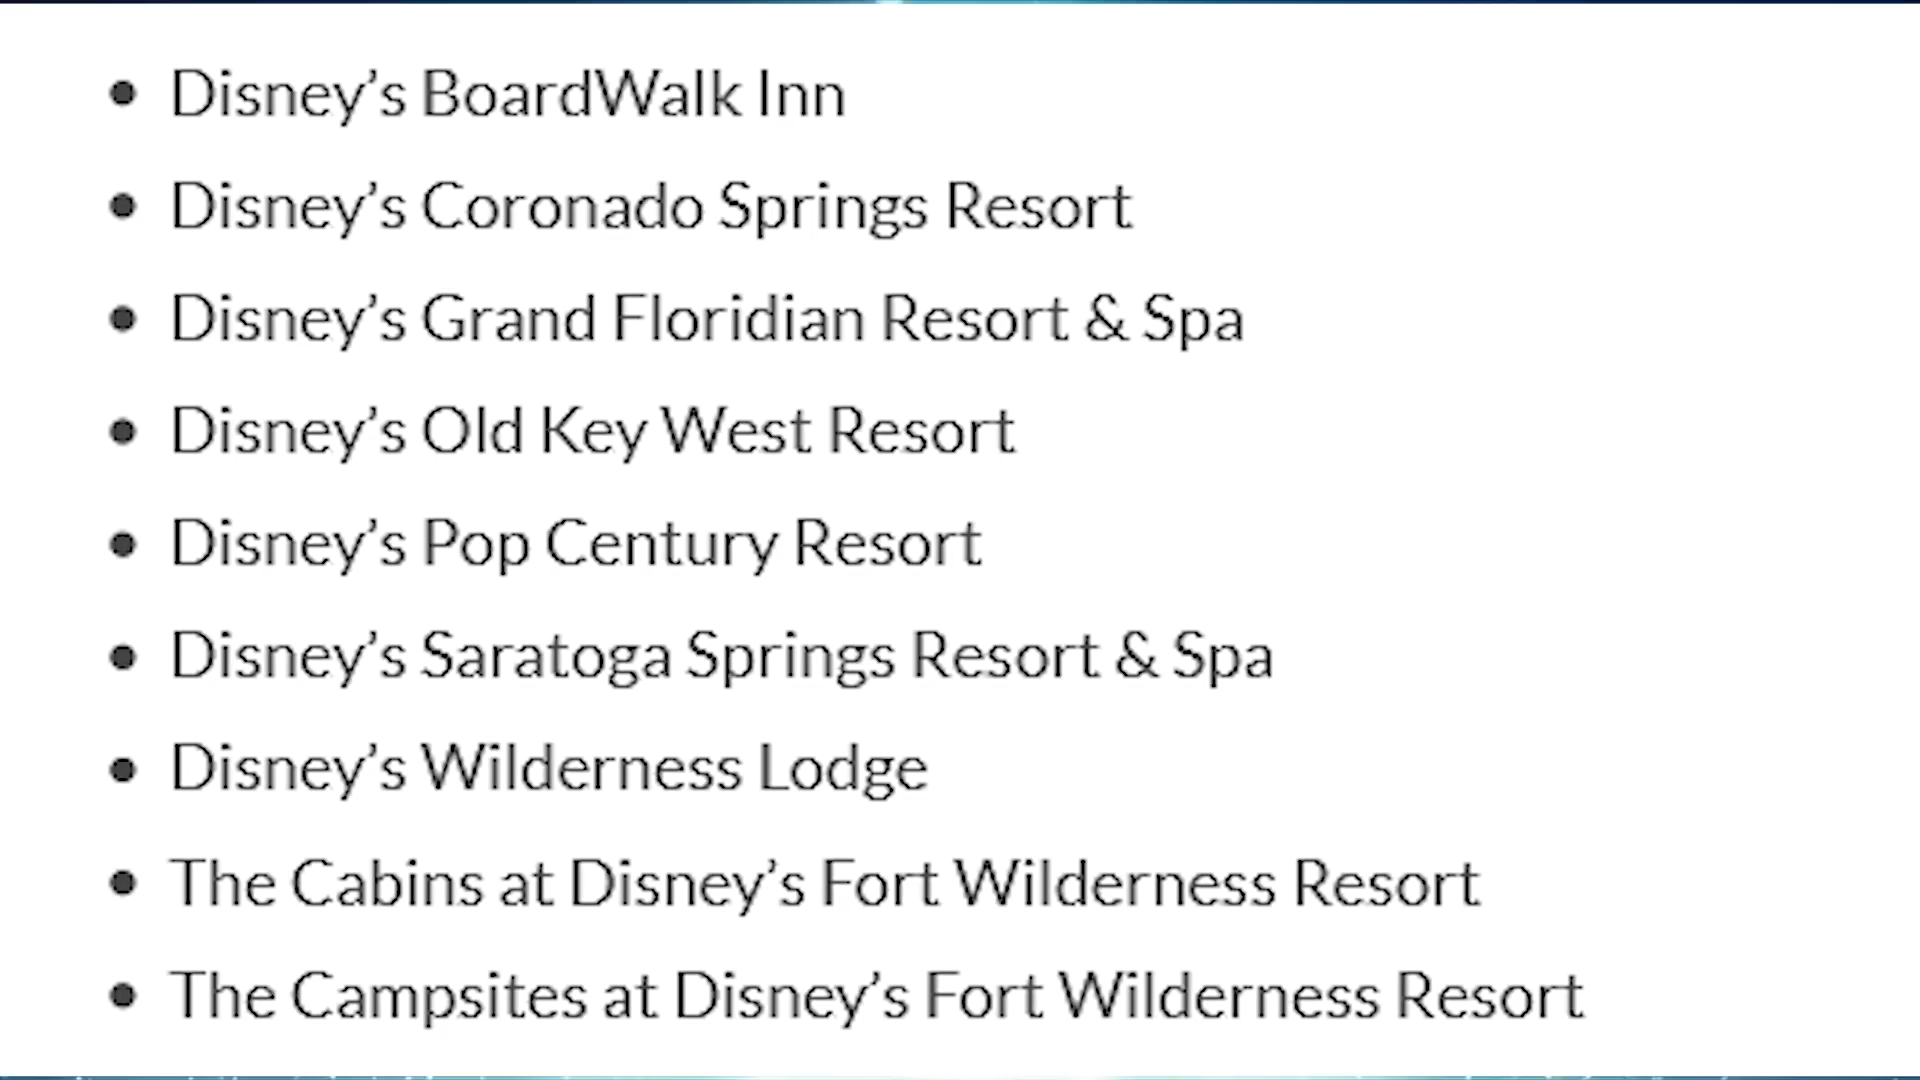 • Disney’s BoardWalk Inn
• Disney’s Coronado Springs Resort
• Disney’s Grand Floridian Resort & Spa
• Disney’s Old Key West Resort
• Disney’s Pop Century Resort
• Disney’s Saratoga Springs Resort & Spa
• Disney’s Wilderness Lodge
• The Cabins at Disney’s Fort Wilderness Resort
• The Campsites at Disney’s Fort Wilderness Resort